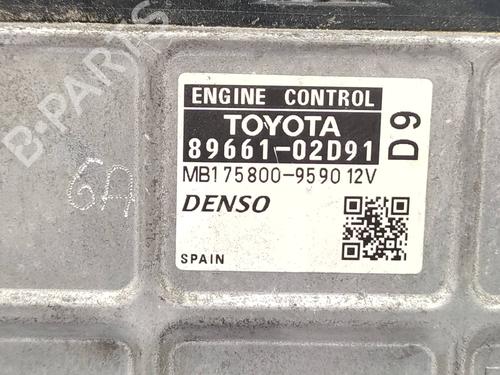 B-PARTS
ENGINE CONTROL
TOYOTA
89661-02D91
D9
MB175800-9590 12V
DENSO
SPAIN
6A